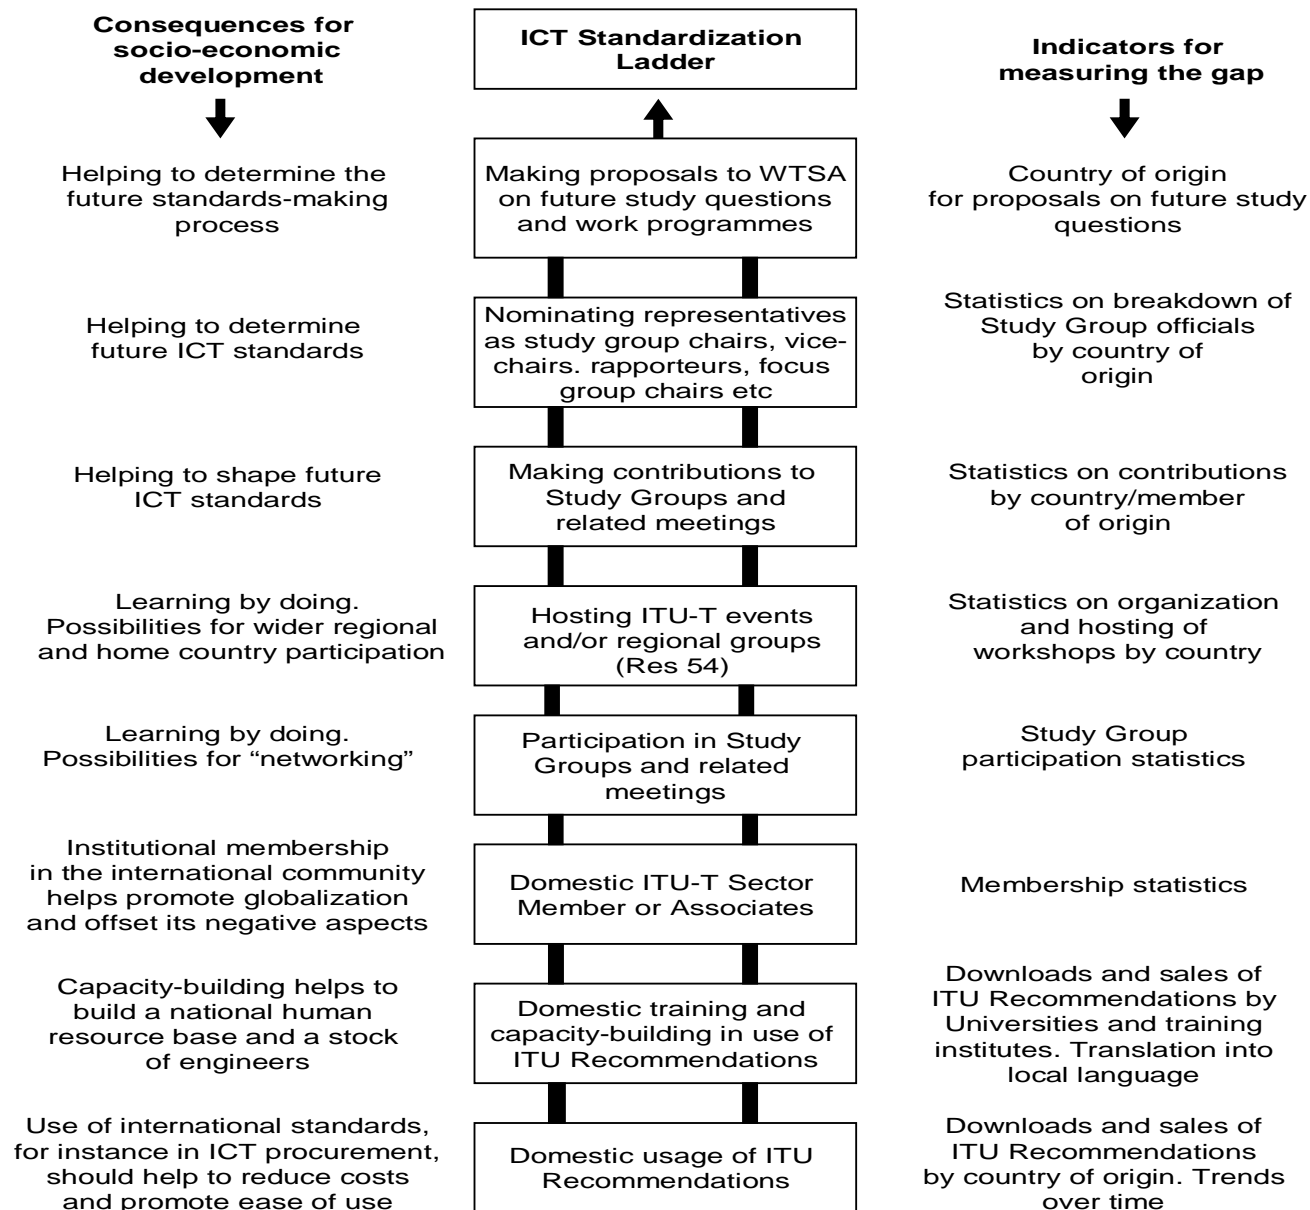 Consequences for
socio-economic
development
ICT Standardization
Ladder
Indicators for
measuring the gap
Helping to determine the
future standards-making
process
Making proposals to WTSA
on future study questions
and work programmes
Country of origin
for proposals on future study
questions
Helping to determine
future ICT standards
Nominating representatives
as study group chairs, vice-
chairs. rapporteurs, focus
group chairs etc
Statistics on breakdown of
Study Group officials
by country of
origin
Helping to shape future
ICT standards
Making contributions to
Study Groups and
related meetings
Statistics on contributions
by country/member
of origin
Learning by doing.
Possibilities for wider regional
and home country participation
Hosting ITU-T events
and/or regional groups
(Res 54)
Statistics on organization
and hosting of
workshops by country
Learning by doing.
Possibilities for “networking”
Participation in Study
Groups and related
meetings
Study Group
participation statistics
Institutional membership
in the international community
helps promote globalization
and offset its negative aspects
Domestic ITU-T Sector
Member or Associates
Membership statistics
Capacity-building helps to
build a national human
resource base and a stock
of engineers
Domestic training and
capacity-building in use of
ITU Recommendations
Downloads and sales of
ITU Recommendations by
Universities and training
institutes. Translation into
local language
Use of international standards,
for instance in ICT procurement,
should help to reduce costs
and promote ease of use
Domestic usage of ITU
Recommendations
Downloads and sales of
ITU Recommendations
by country of origin. Trends
over time